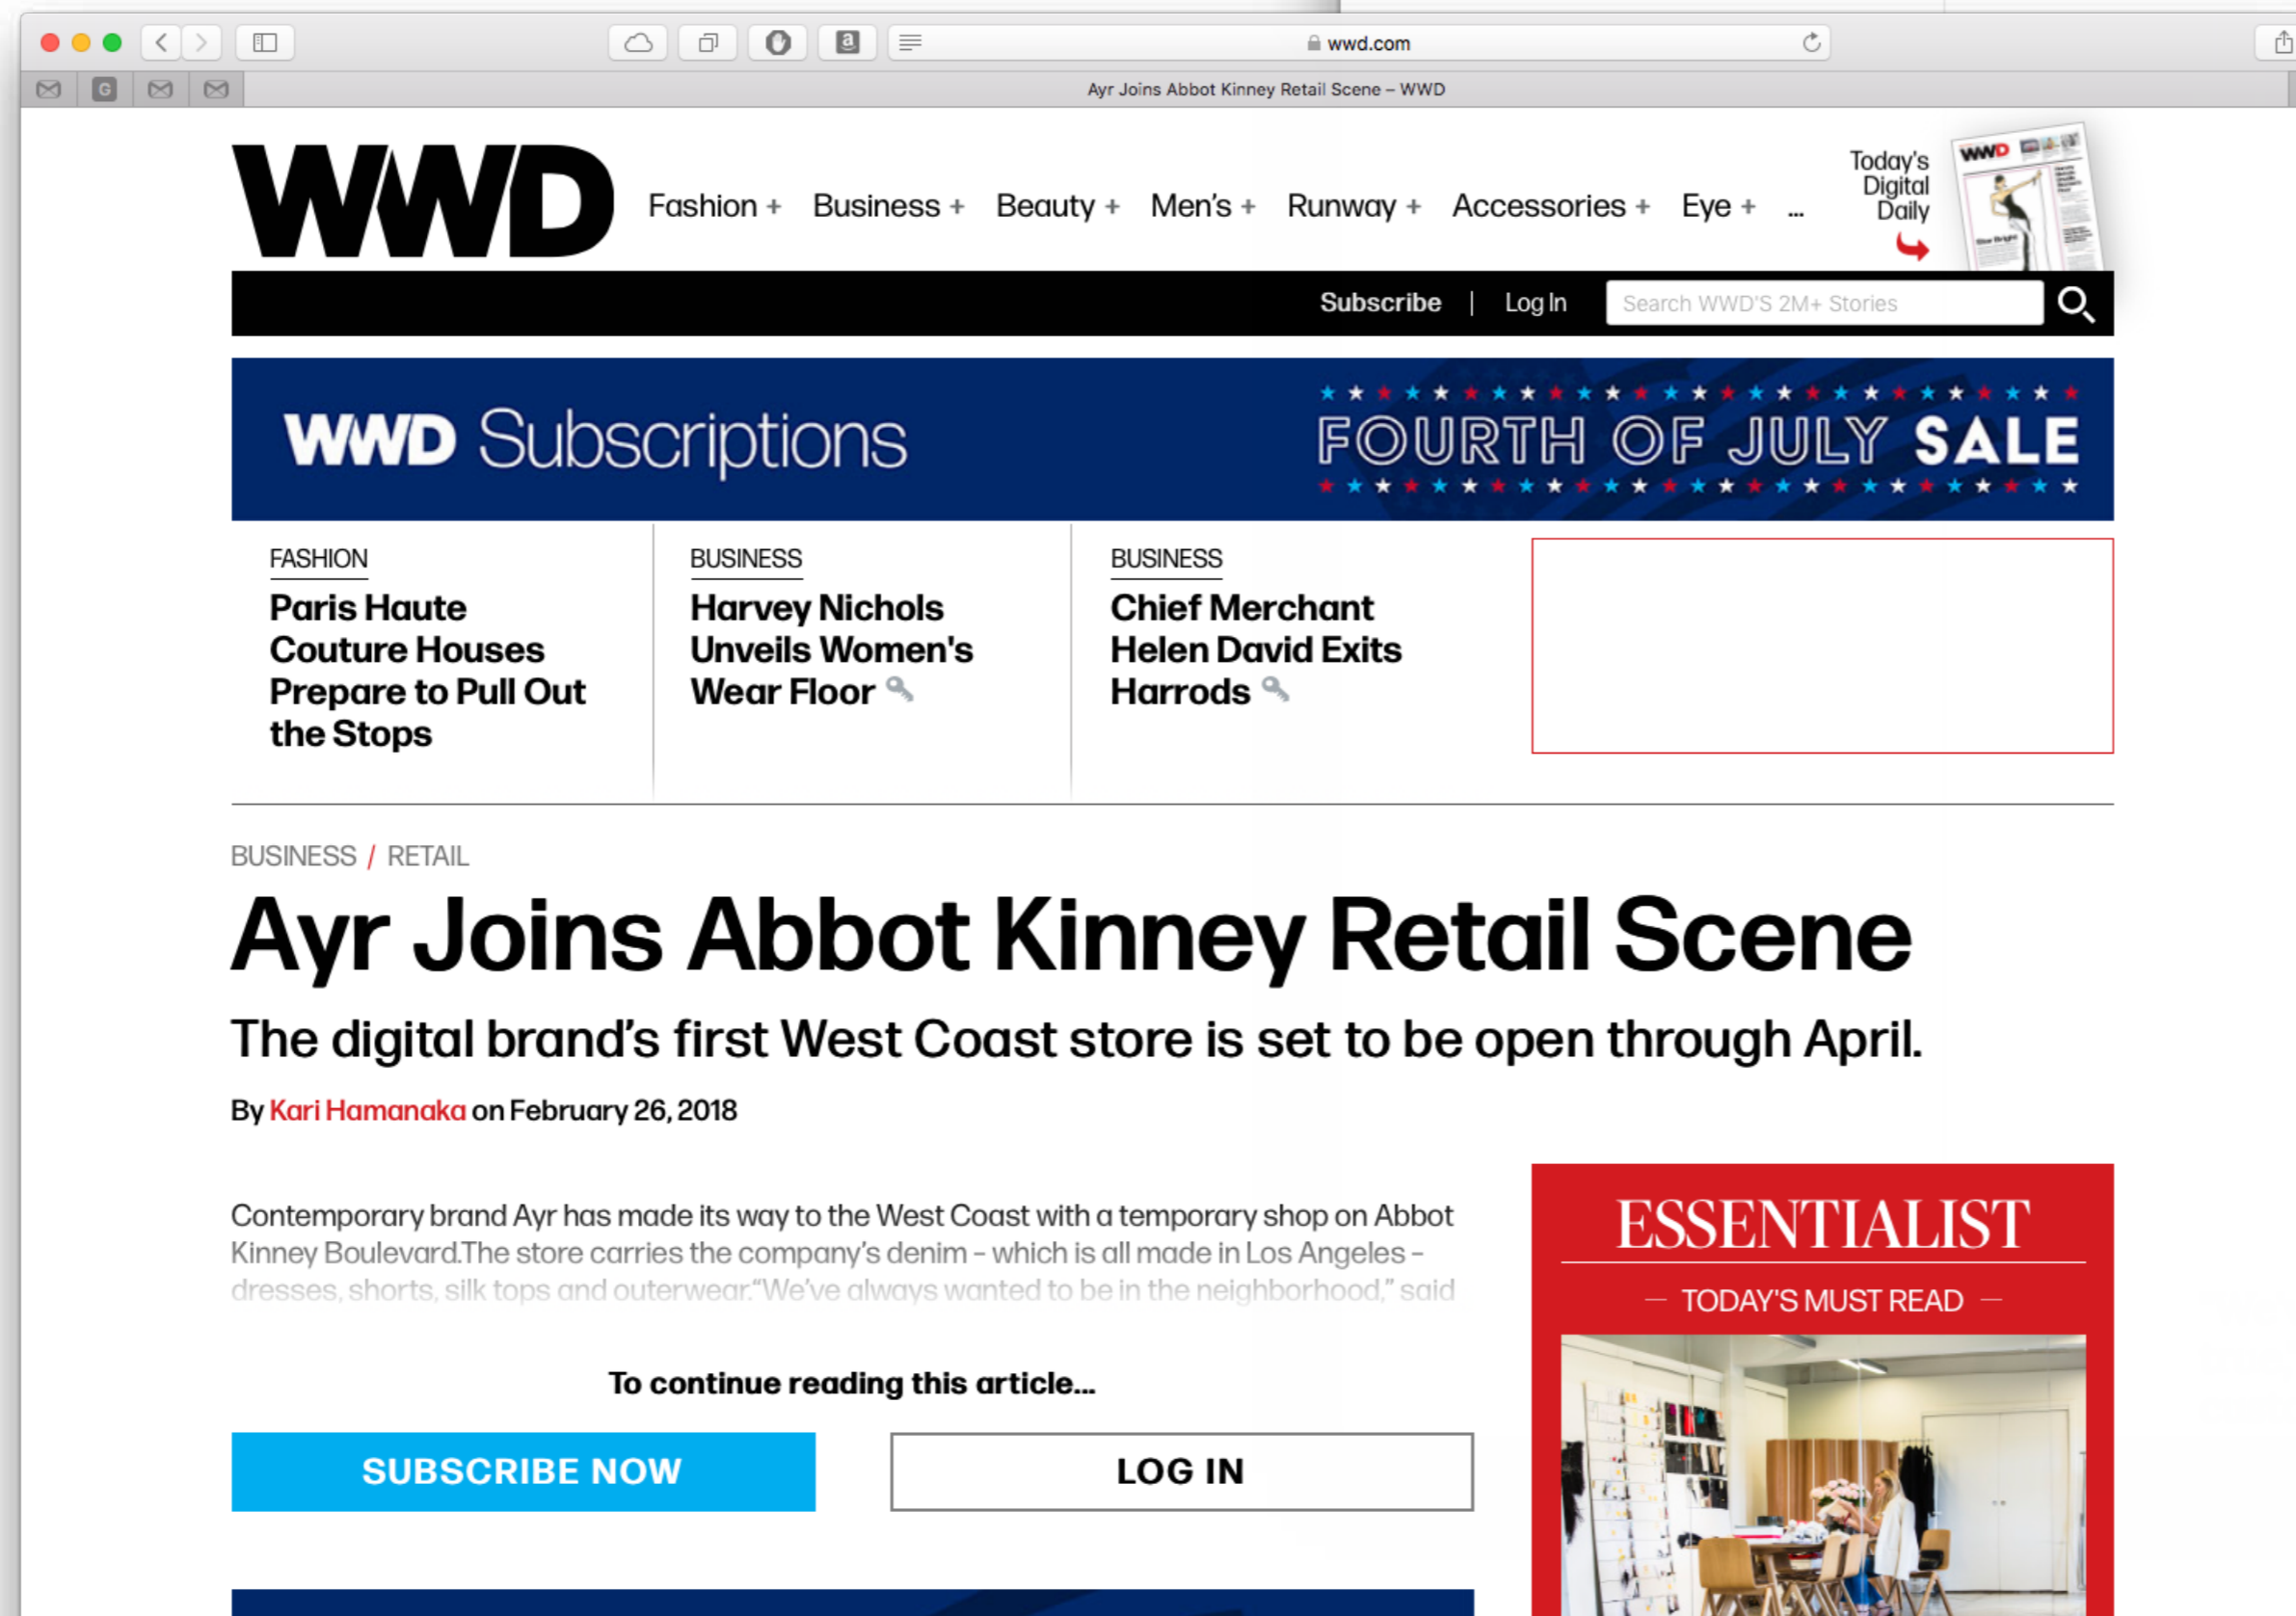 wwd.com
Ayr Joins Abbot Kinney Retail Scene – WWD
WWD
Fashion + Business + Beauty + Men's + Runway + Accessories + Eye + ...
Today's
Digital
Daily
WWD
Subscribe | Log In
Search WWD'S 2M+ Stories
WWD Subscriptions
FOURTH OF JULY SALE
FASHION
Paris Haute
Couture Houses
Prepare to Pull Out
the Stops
BUSINESS
Harvey Nichols
Unveils Women's
Wear Floor
BUSINESS
Chief Merchant
Helen David Exits
Harrods
BUSINESS / RETAIL
Ayr Joins Abbot Kinney Retail Scene
The digital brand’s first West Coast store is set to be open through April.
By Kari Hamanaka on February 26, 2018
Contemporary brand Ayr has made its way to the West Coast with a temporary shop on Abbot
Kinney Boulevard.The store carries the company’s denim – which is all made in Los Angeles –
dresses, shorts, silk tops and outerwear.“We’ve always wanted to be in the neighborhood,” said
To continue reading this article...
SUBSCRIBE NOW
LOG IN
ESSENTIALIST
— TODAY'S MUST READ —